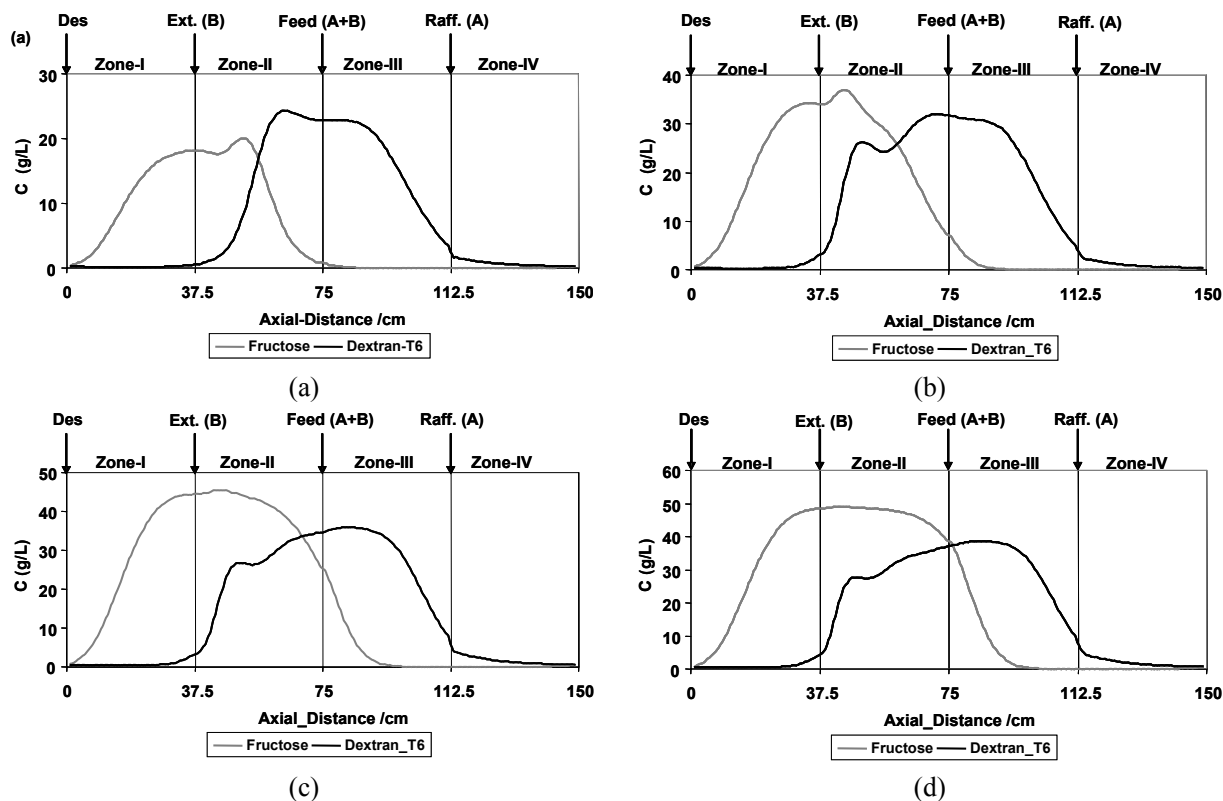 Des Ext. (B) Feed (A+B) Raff. (A)
(a)
Zone-I Zone-II Zone-III Zone-IV
C (g/L)
30
20
10
0
0 37.5 75 112.5 150
Axial-Distance /cm
Fructose Dextran-T6
(a)
Des Ext. (B) Feed (A+B) Raff. (A)
Zone-I Zone-II Zone-III Zone-IV
C (g/L)
40
30
20
10
0
0 37.5 75 112.5 150
Axial_Distance /cm
Fructose Dextran_T6
(b)
Des Ext. (B) Feed (A+B) Raff. (A)
Zone-I Zone-II Zone-III Zone-IV
C (g/L)
50
40
30
20
10
0
0 37.5 75 112.5 150
Axial_Distance /cm
Fructose Dextran_T6
(c)
Des Ext. (B) Feed (A+B) Raff. (A)
Zone-I Zone-II Zone-III Zone-IV
C (g/L)
60
50
40
30
20
10
0
0 37.5 75 112.5 150
Axial_Distance /cm
Fructose Dextran_T6
(d)